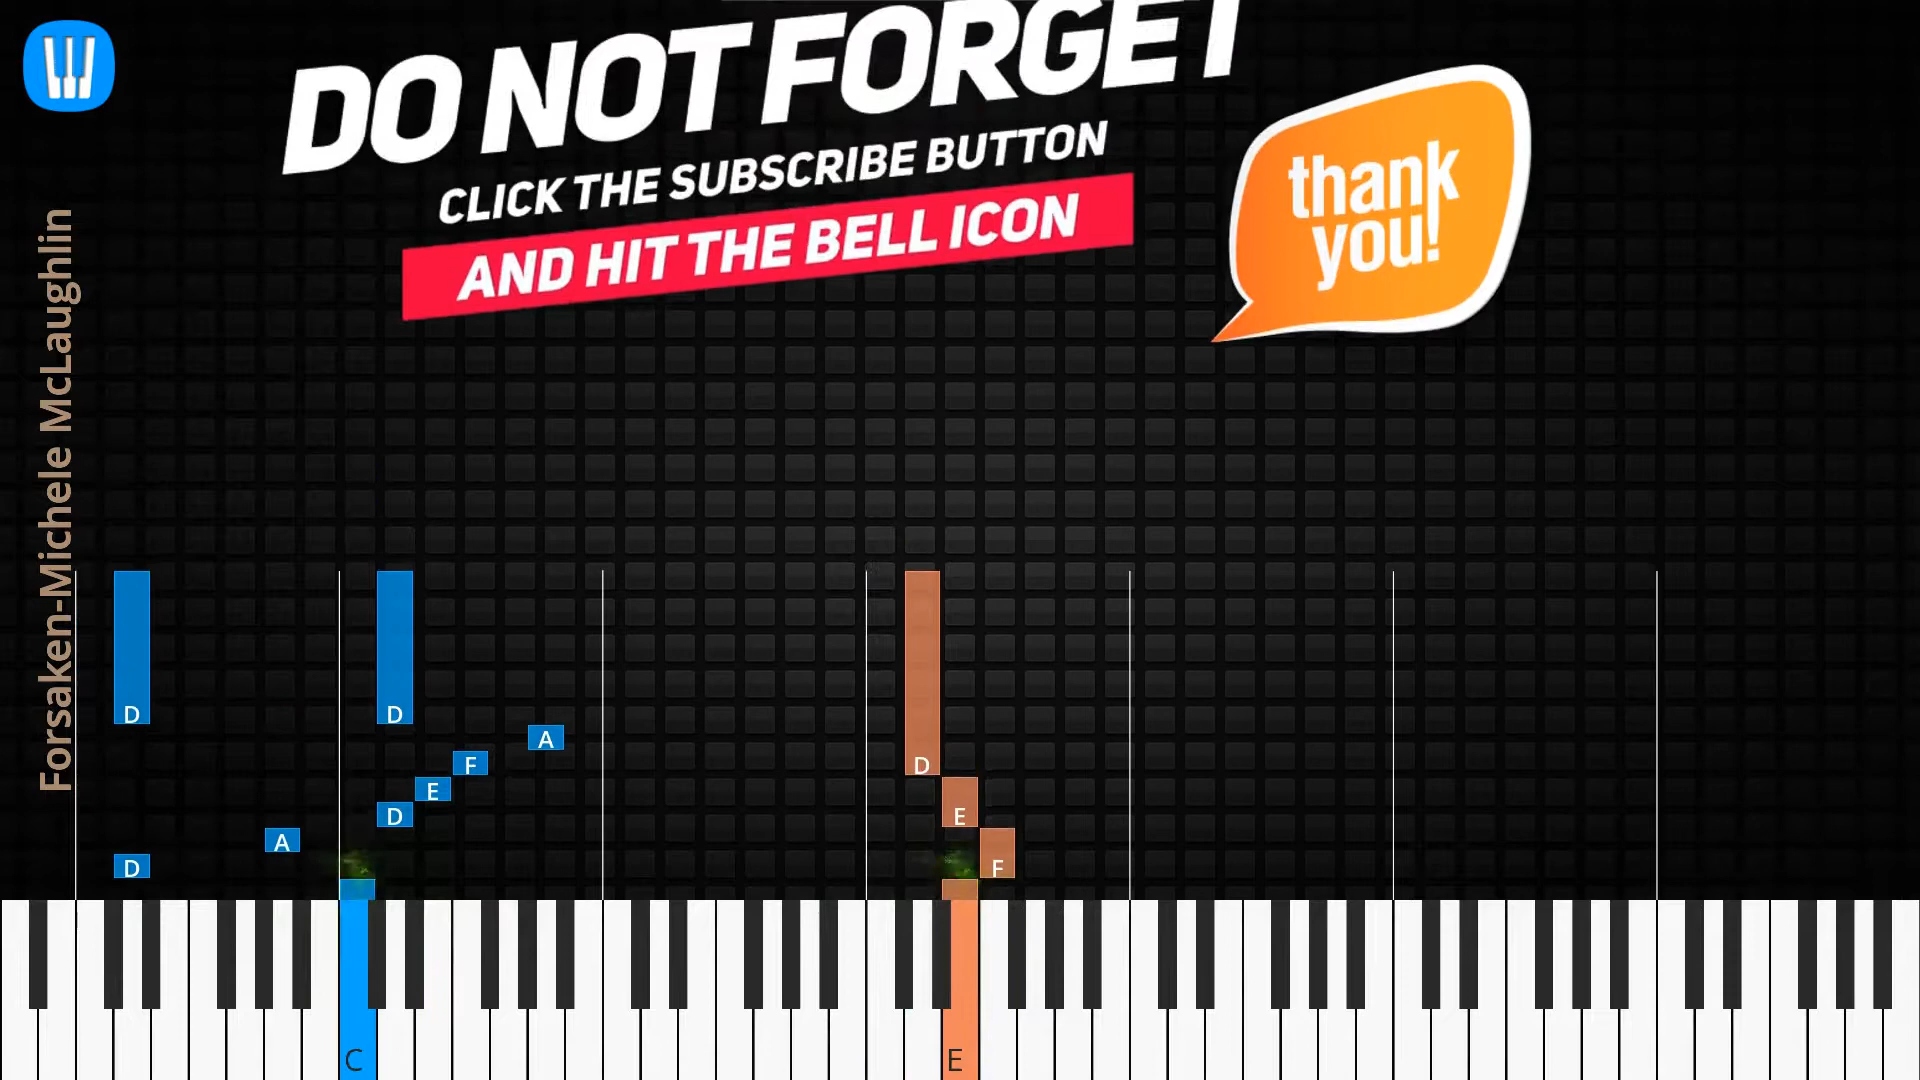 DO NOT FORGET
CLICK THE SUBSCRIBE BUTTON
AND HIT THE BELL ICON
thank
you!
Forsaken-Michele McLaughlin
D
D
A
F
D
E
E
D
A
D
F
C
E